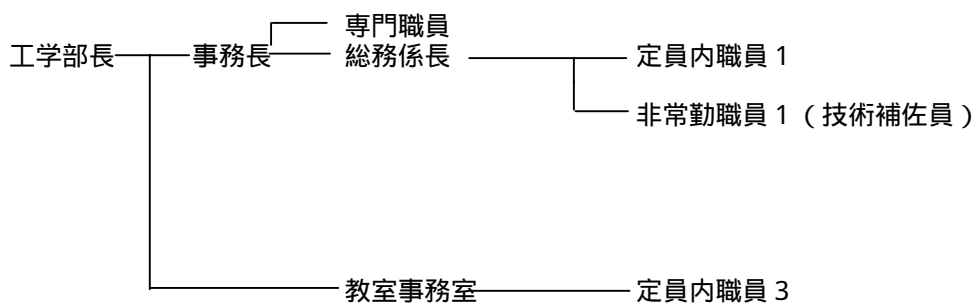 専門職員
工学部長 事務長 総務係長 定員内職員 1
非常勤職員 1 ( 技術補佐員 )
教室事務室 定員内職員 3